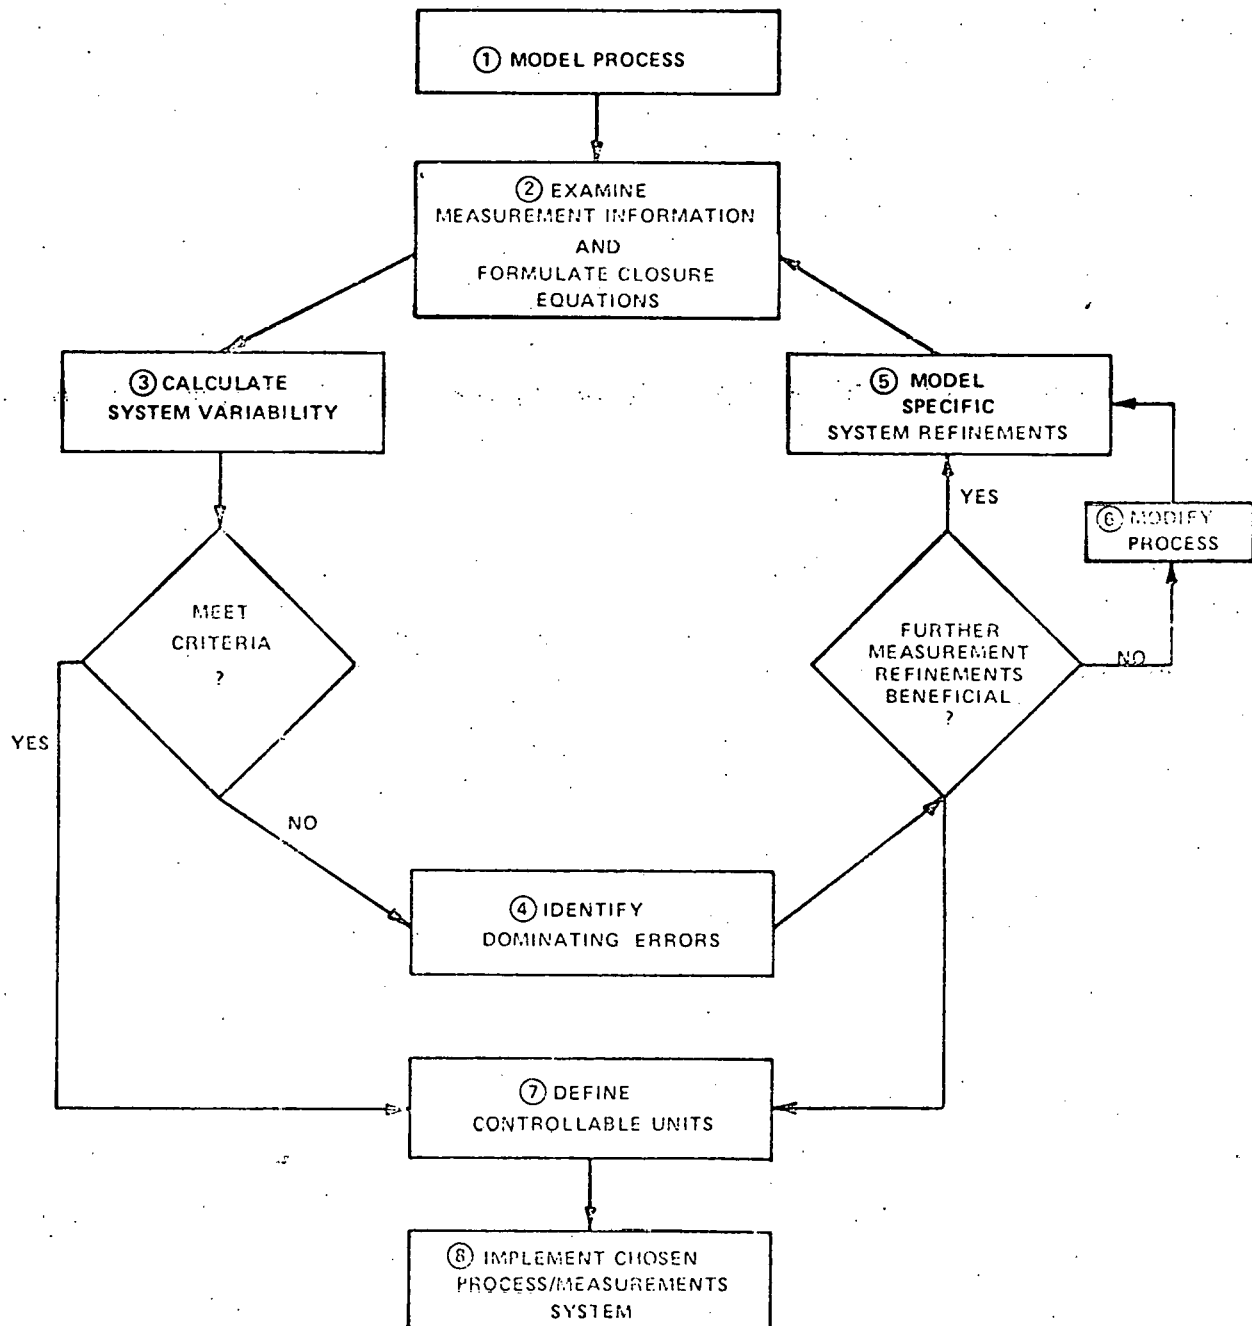 ① MODEL PROCESS
② EXAMINE
MEASUREMENT INFORMATION
AND
FORMULATE CLOSURE
EQUATIONS
③ CALCULATE
SYSTEM VARIABILITY
⑤ MODEL
SPECIFIC
SYSTEM REFINEMENTS
YES
⑥ MODIFY
PROCESS
MEET
CRITERIA
?
FURTHER
MEASUREMENT
REFINEMENTS
BENEFICIAL
?
NO
YES
NO
④ IDENTIFY
DOMINATING ERRORS
⑦ DEFINE
CONTROLLABLE UNITS
⑧ IMPLEMENT CHOSEN
PROCESS/MEASUREMENTS
SYSTEM